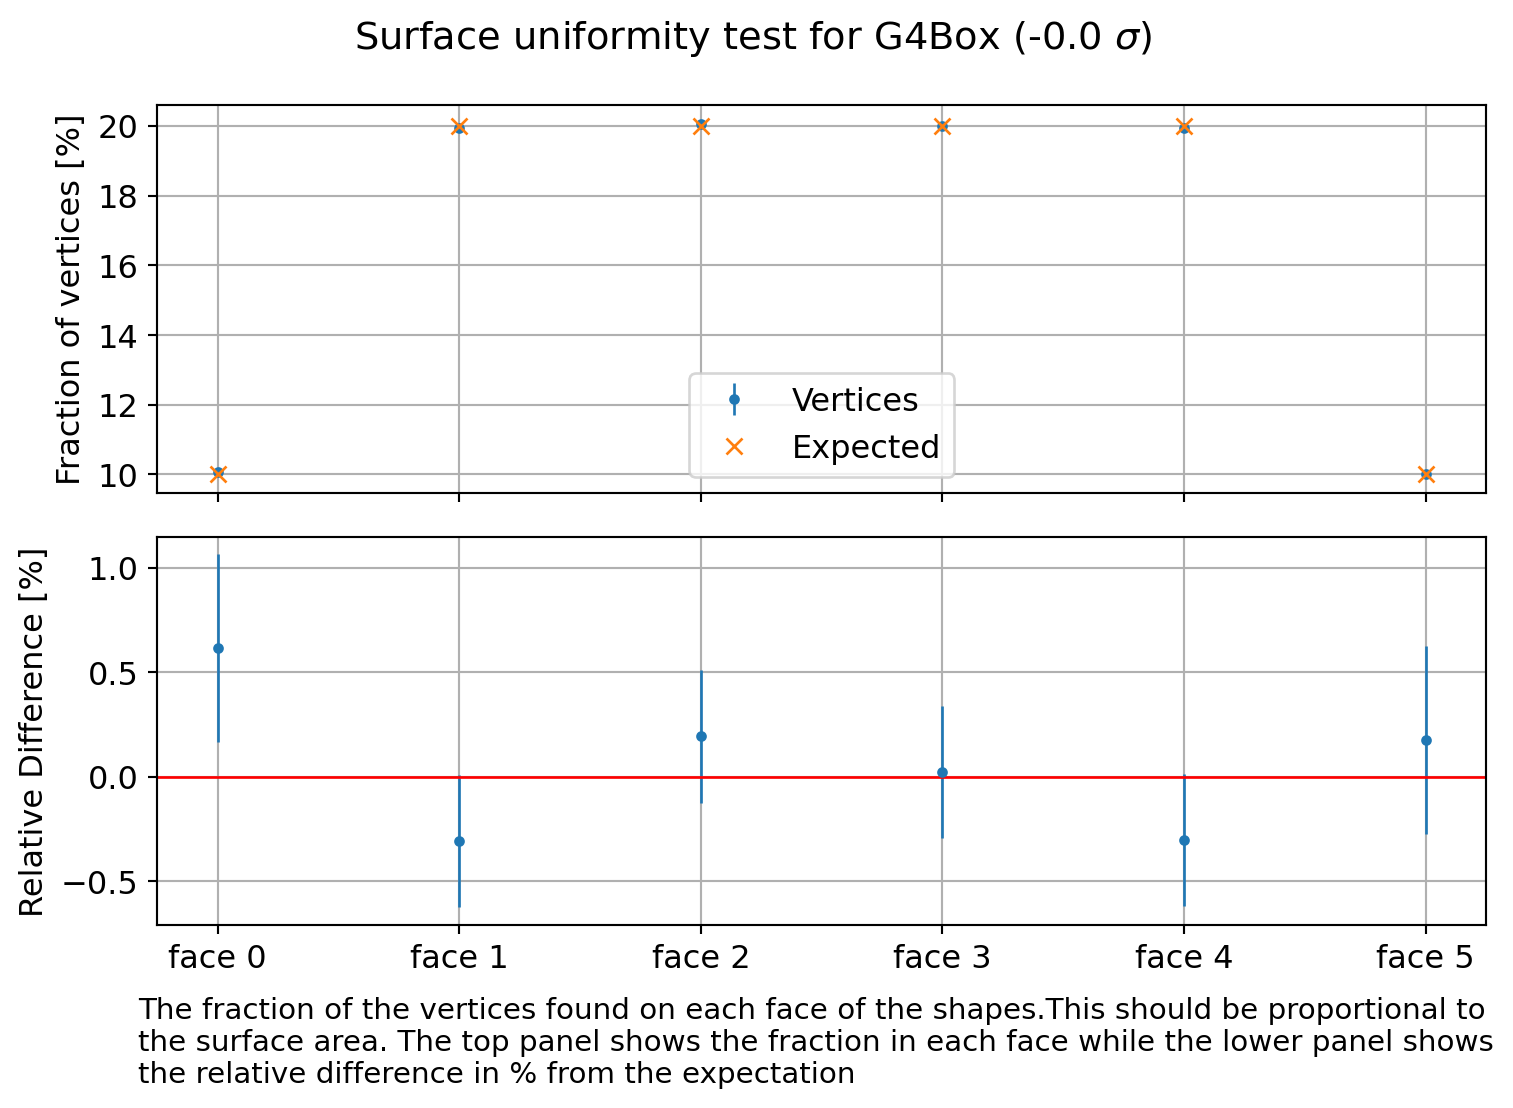 Surface uniformity test for G4Box (-0.0 σ)
Fraction of vertices [%]
20
18
16
14
12
10
Vertices
Expected
Relative Difference [%]
1.0
0.5
0.0
−0.5
face 0
face 1
face 2
face 3
face 4
face 5
The fraction of the vertices found on each face of the shapes.This should be proportional to
the surface area. The top panel shows the fraction in each face while the lower panel shows
the relative difference in % from the expectation